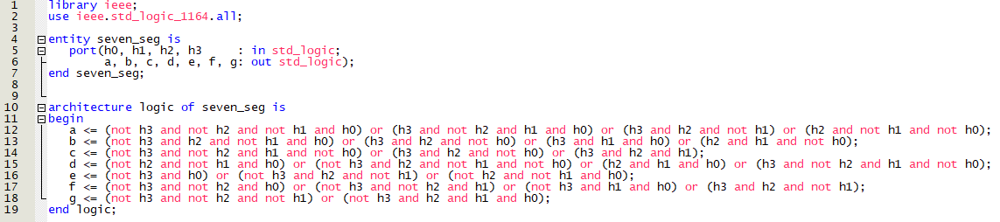 1 library ieee;
2 use ieee.std_logic_1164.all;
3
4 entity seven_seg is
5 port(h0, h1, h2, h3     : in std_logic;
6 a, b, c, d, e, f, g: out std_logic);
7 end seven_seg;
8
9
10 architecture logic of seven_seg is
11 begin
12 a <= (not h3 and not h2 and not h1 and h0) or (h3 and not h2 and h1 and h0) or (h3 and h2 and not h1) or (h2 and not h1 and not h0);
13 b <= (not h3 and h2 and not h1 and h0) or (h3 and h2 and not h0) or (h3 and h1 and h0) or (h2 and h1 and not h0);
14 c <= (not h3 and not h2 and h1 and not h0) or (h3 and h2 and not h0) or (h3 and h2 and h1);
15 d <= (not h2 and not h1 and h0) or (not h3 and h2 and not h1 and not h0) or (h2 and h1 and h0) or (h3 and not h2 and h1 and not h0);
16 e <= (not h3 and h0) or (not h3 and h2 and not h1) or (not h2 and not h1 and h0);
17 f <= (not h3 and not h2 and h0) or (not h3 and not h2 and h1) or (not h3 and h1 and h0) or (h3 and h2 and not h1);
18 g <= (not h3 and not h2 and not h1) or (not h3 and h2 and h1 and h0);
19 end logic;